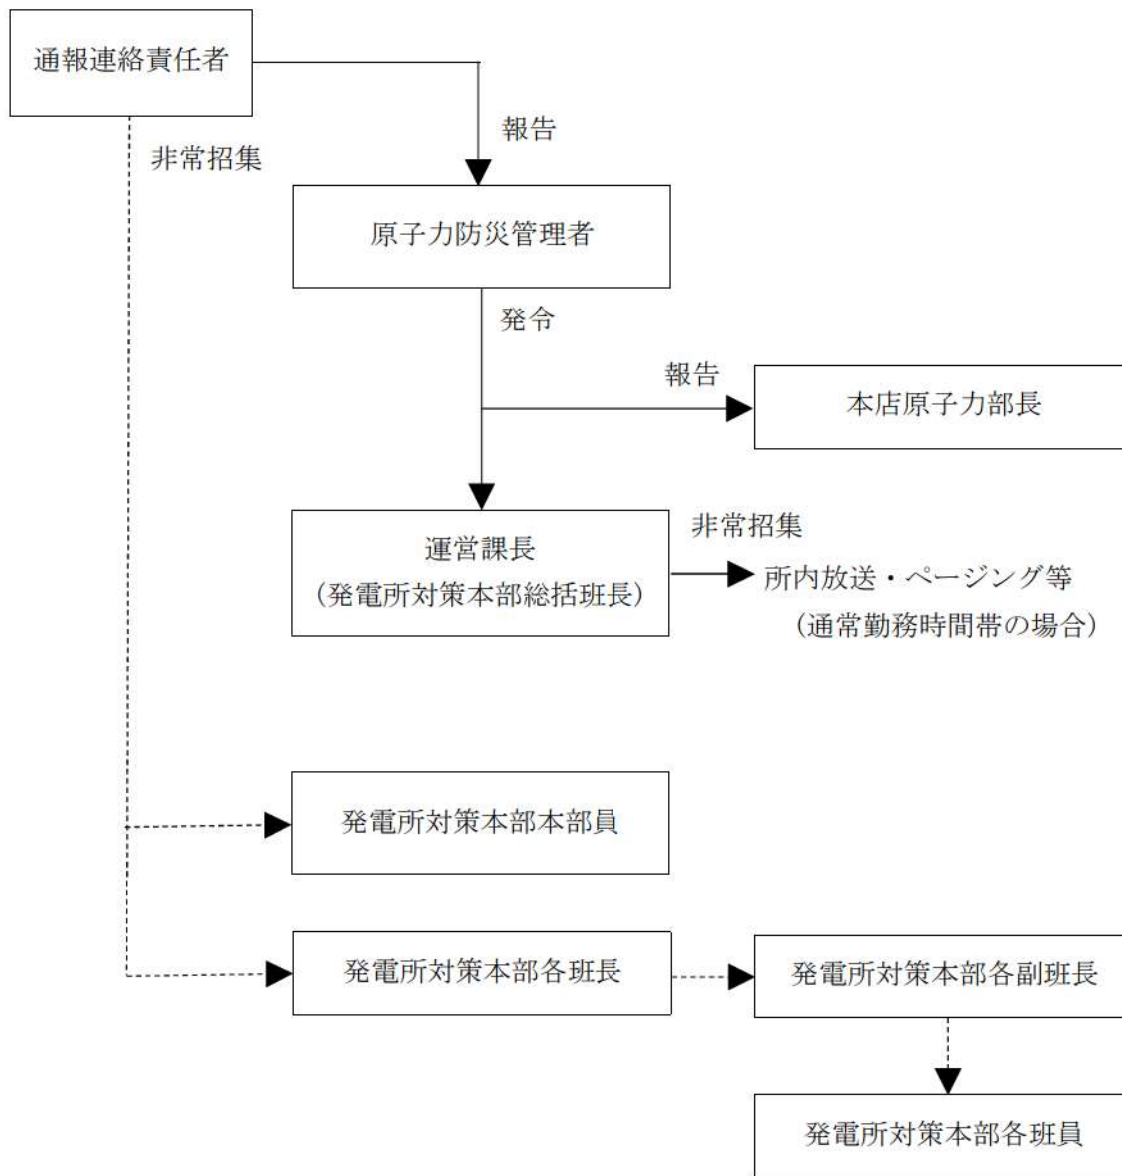 通報連絡責任者
報告
非常招集
原子力防災管理者
発令
報告
本店原子力部長
運営課長
（発電所対策本部総括班長）
非常招集
所内放送・ページング等
（通常勤務時間帯の場合）
発電所対策本部本部員
発電所対策本部各班長
発電所対策本部各副班長
発電所対策本部各班員